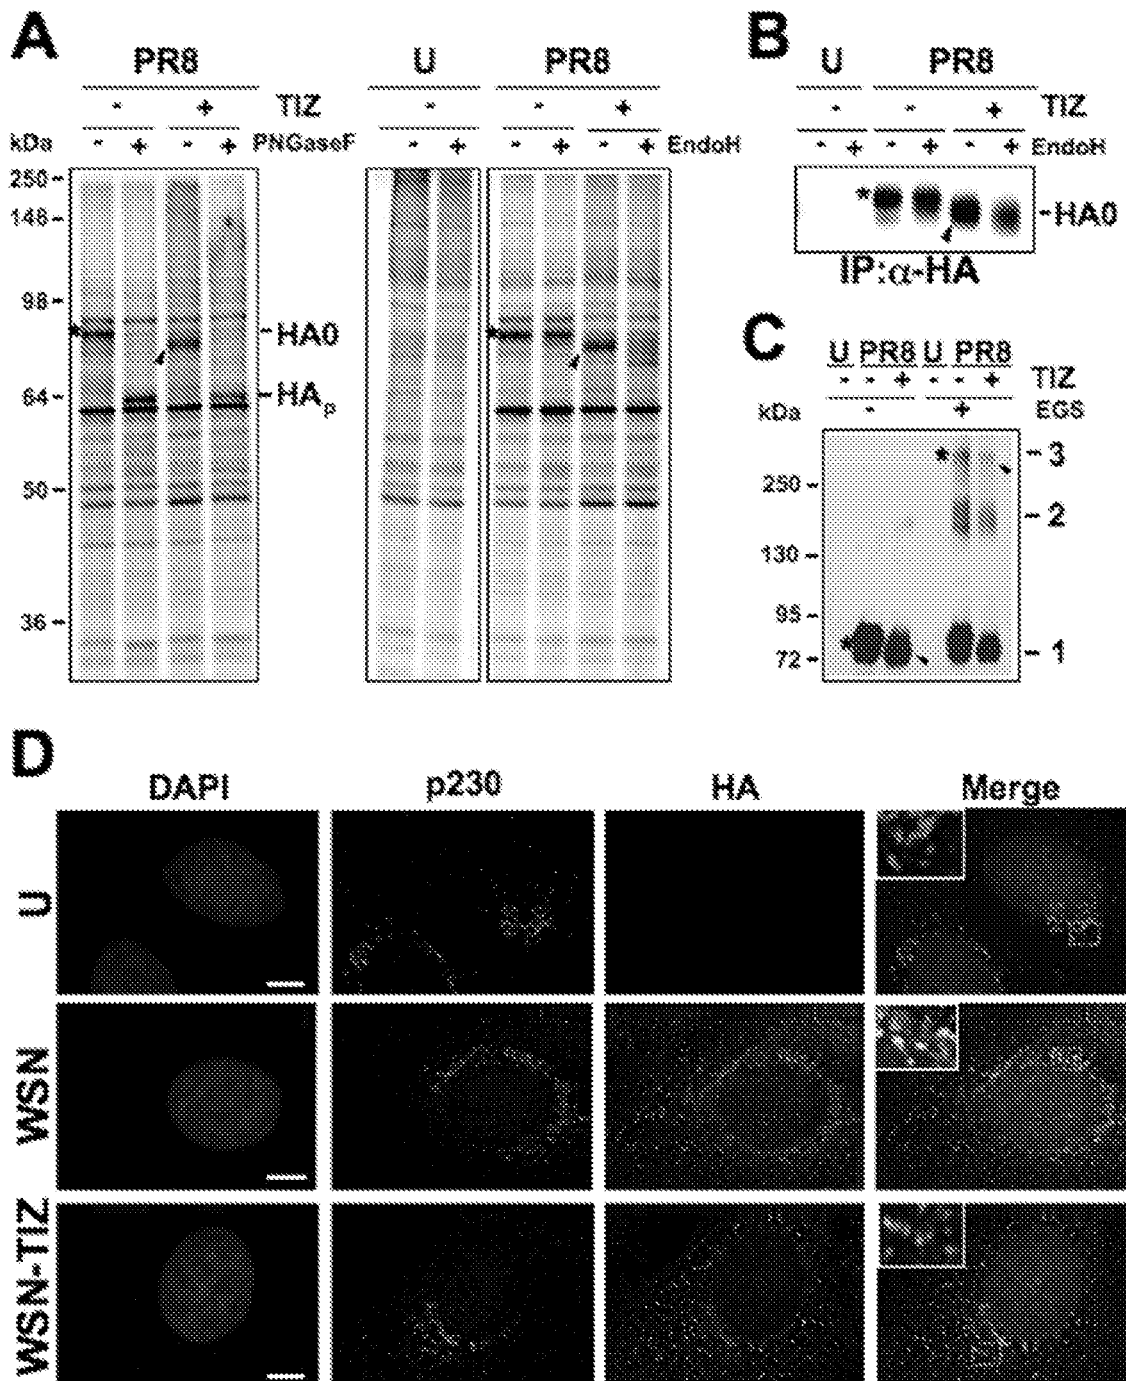 A
PR8 U PR8
- + TIZ - - +
kDa - + - + PNGaseF - + - + - + EndoH
250
148
98
64
50
36
* *
HA0
HAp
B
U PR8
- - + TIZ
- + - + - + EndoH
* HA0
IP:α-HA
C
U PR8 U PR8
- - + - - + TIZ
kDa - + EGS
* 3
250
2
130
95
* 1
72
D
DAPI p230 HA Merge
U
WSN
WSN-TIZ